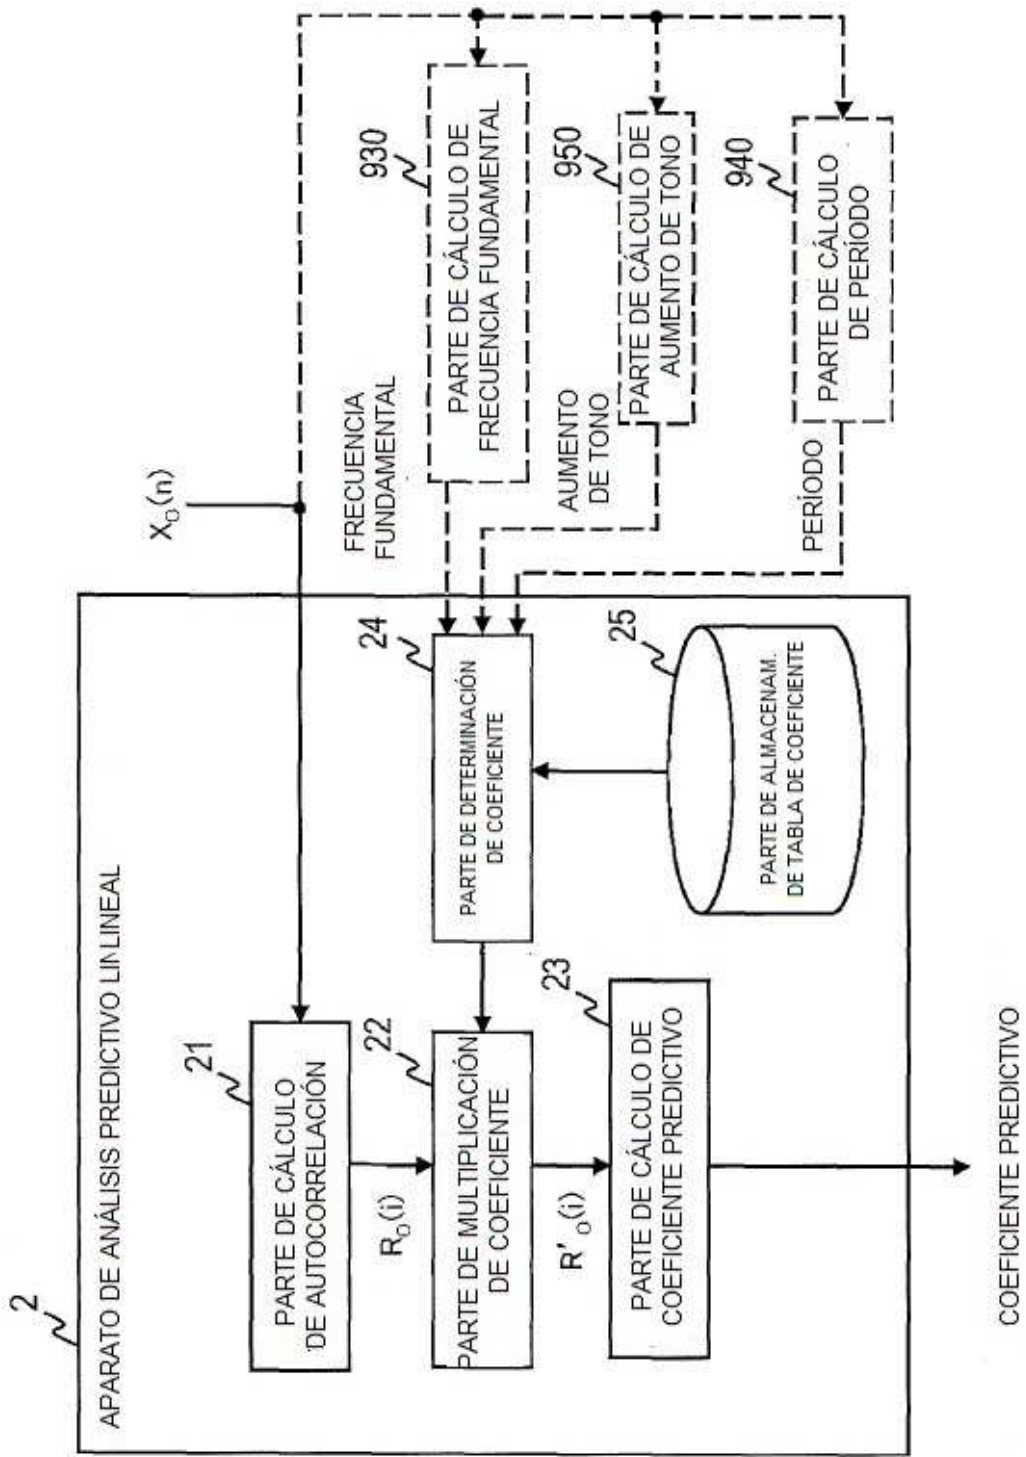 2
APARATO DE ANÁLISIS PREDICTIVO LINLINEAL
X_O(n)
21
PARTE DE CÁLCULO
DE AUTOCORRELACIÓN
R_O(i)
22
PARTE DE MULTIPLICACIÓN
DE COEFICIENTE
R'_O(i)
23
PARTE DE CÁLCULO DE
COEFICIENTE PREDICTIVO
COEFICIENTE PREDICTIVO
24
PARTE DE DETERMINACIÓN
DE COEFICIENTE
25
PARTE DE ALMACENAM.
DE TABLA DE COEFICIENTE
FRECUENCIA
FUNDAMENTAL
930
PARTE DE CÁLCULO DE
FRECUENCIA FUNDAMENTAL
AUMENTO
DE TONO
950
PARTE DE CÁLCULO DE
AUMENTO DE TONO
PERÍODO
940
PARTE DE CÁLCULO
DE PERÍODO